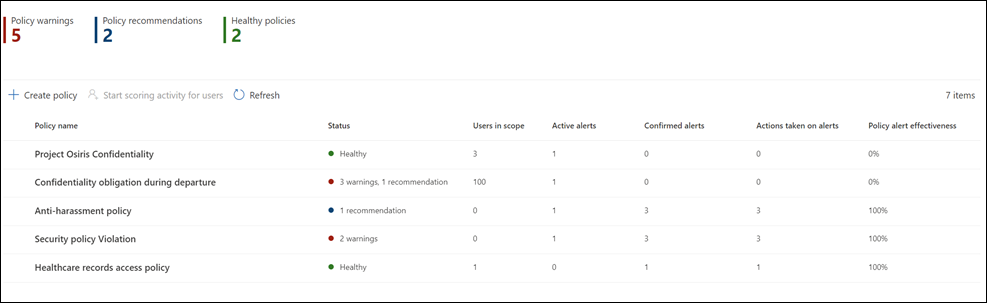 Policy warnings Policy recommendations Healthy policies
5 2 2
Create policy Start scoring activity for users Refresh 7 items
Policy name Status Users in scope Active alerts Confirmed alerts Actions taken on alerts Policy alert effectiveness
Project Osiris Confidentiality Healthy 3 1 0 0 0%
Confidentiality obligation during departure 3 warnings, 1 recommendation 100 1 0 0 0%
Anti-harassment policy 1 recommendation 0 1 3 3 100%
Security policy Violation 2 warnings 0 1 3 3 100%
Healthcare records access policy Healthy 1 0 1 1 100%